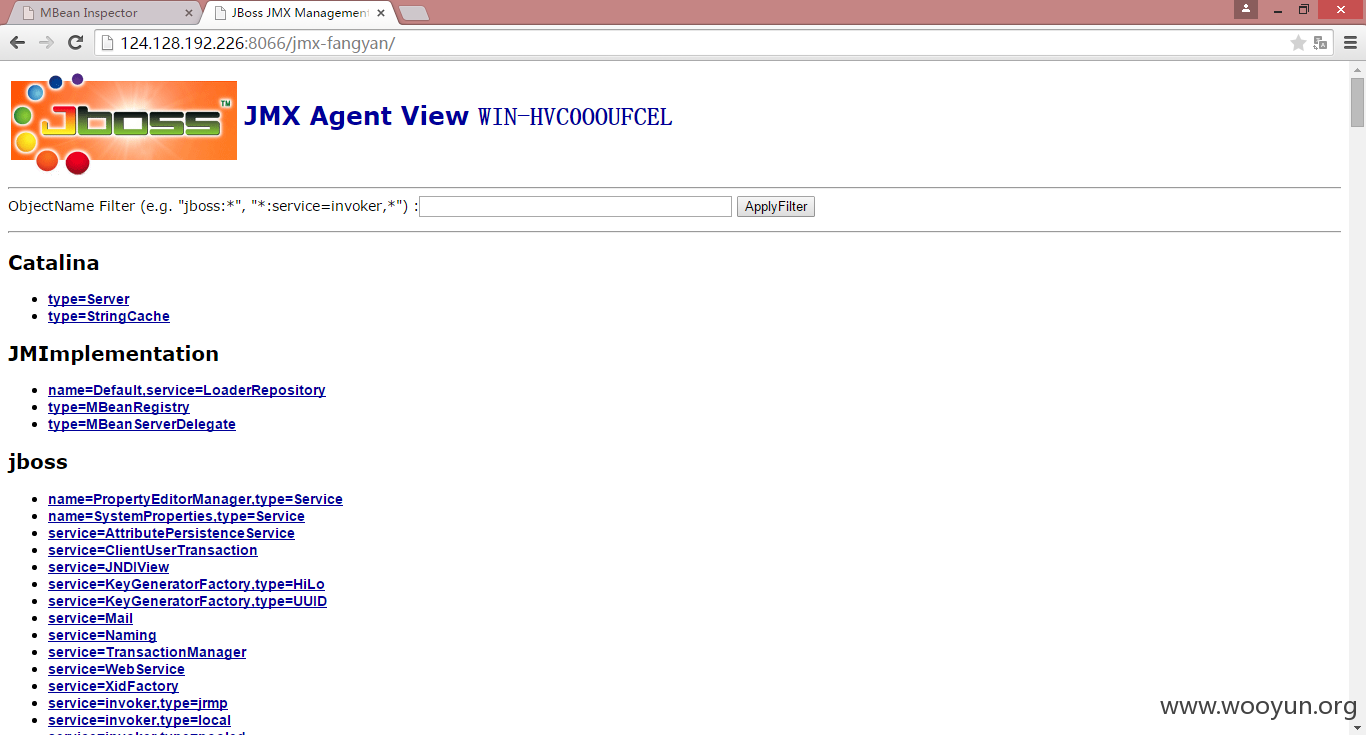 MBean Inspector
JBoss JMX Management
124.128.192.226:8066/jmx-fangyan/
Jboss TM
JMX Agent View WIN-HVC0OOUFCEL
ObjectName Filter (e.g. "jboss:*", "*:service=invoker,*") :
ApplyFilter
Catalina
type=Server
type=StringCache
JMImplementation
name=Default,service=LoaderRepository
type=MBeanRegistry
type=MBeanServerDelegate
jboss
name=PropertyEditorManager,type=Service
name=SystemProperties,type=Service
service=AttributePersistenceService
service=ClientUserTransaction
service=JNDIView
service=KeyGeneratorFactory,type=HiLo
service=KeyGeneratorFactory,type=UUID
service=Mail
service=Naming
service=TransactionManager
service=WebService
service=XidFactory
service=invoker,type=jrmp
service=invoker,type=local
www.wooyun.org